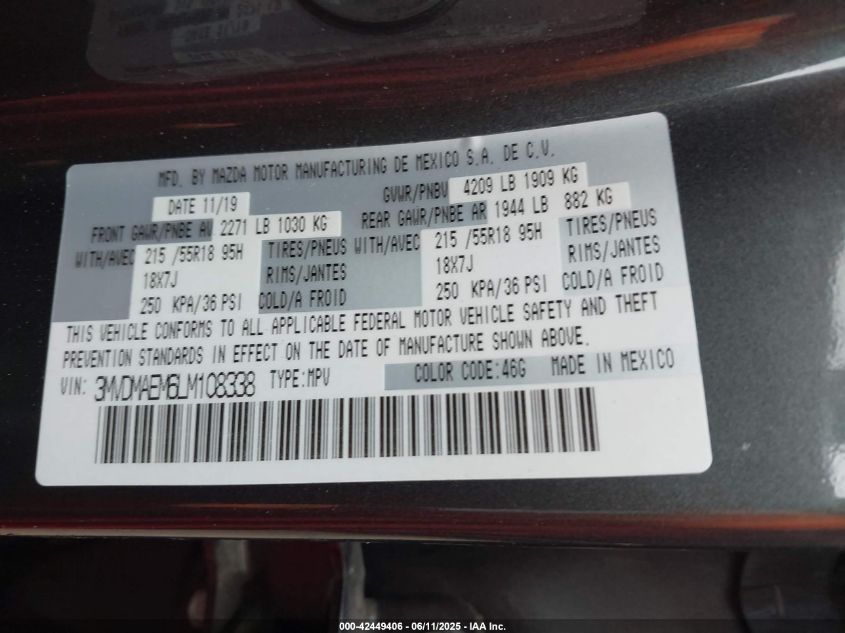 MFD. BY MAZDA MOTOR MANUFACTURING DE MEXICO S.A. DE C.V.
DATE 11/19 GVWR/PNBV 4209 LB 1909 KG
FRONT GAWR/PNBE AV 2271 LB 1030 KG REAR GAWR/PNBE AR 1944 LB 882 KG
WITH/AVEC 215 /55R18 95H TIRES/PNEUS WITH/AVEC 215 /55R18 95H TIRES/PNEUS
18X7J RIMS/JANTES 18X7J RIMS/JANTES
250 KPA/36 PSI COLD/A FROID 250 KPA/36 PSI COLD/A FROID
THIS VEHICLE CONFORMS TO ALL APPLICABLE FEDERAL MOTOR VEHICLE SAFETY AND THEFT
PREVENTION STANDARDS IN EFFECT ON THE DATE OF MANUFACTURE SHOWN ABOVE.
VIN: 3MVDMAEM6LM108338 TYPE:MPV COLOR CODE:46G MADE IN MEXICO
000-42449406 - 06/11/2025 - IAA Inc.